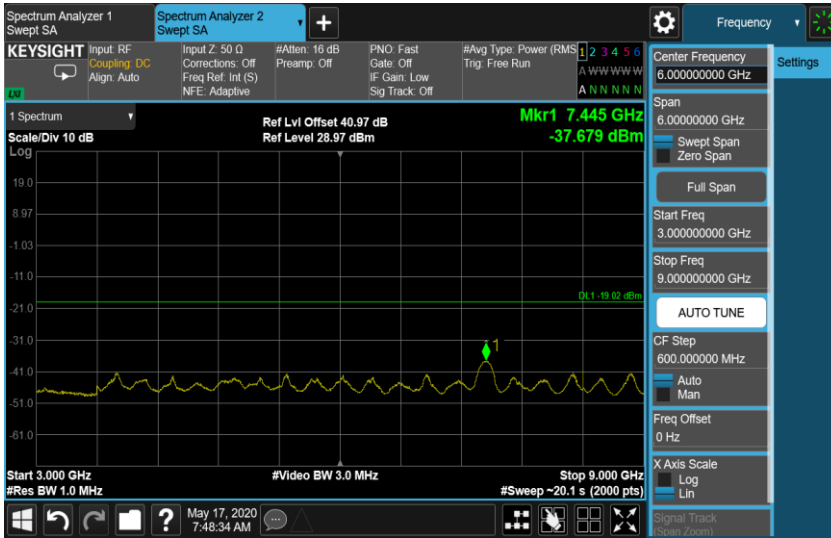 Spectrum Analyzer 1
Swept SA
Spectrum Analyzer 2
Swept SA
▼
+
Frequency
▼
KEYSIGHT
LXI
Input: RF
Coupling: DC
Align: Auto
Input Z: 50 Ω
Corrections: Off
Freq Ref: Int (S)
NFE: Adaptive
#Atten: 16 dB
Preamp: Off
PNO: Fast
Gate: Off
IF Gain: Low
Sig Track: Off
#Avg Type: Power (RMS
Trig: Free Run
1 2 3 4 5 6
A W W W W W
A N N N N N
1 Spectrum ▼
Scale/Div 10 dB
Log
Ref Lvl Offset 40.97 dB
Ref Level 28.97 dBm
Mkr1 7.445 GHz
-37.679 dBm
19.0
8.97
-1.03
-11.0
-21.0
-31.0
-41.0
-51.0
-61.0
DL1 -19.02 dBm
1
Start 3.000 GHz
#Res BW 1.0 MHz
#Video BW 3.0 MHz
Stop 9.000 GHz
#Sweep ~20.1 s (2000 pts)
?
May 17, 2020
7:48:34 AM
Center Frequency
6.000000000 GHz
Settings
Span
6.00000000 GHz
Swept Span
Zero Span
Full Span
Start Freq
3.000000000 GHz
Stop Freq
9.000000000 GHz
AUTO TUNE
CF Step
600.000000 MHz
Auto
Man
Freq Offset
0 Hz
X Axis Scale
Log
Lin
Signal Track
(Span Zoom)